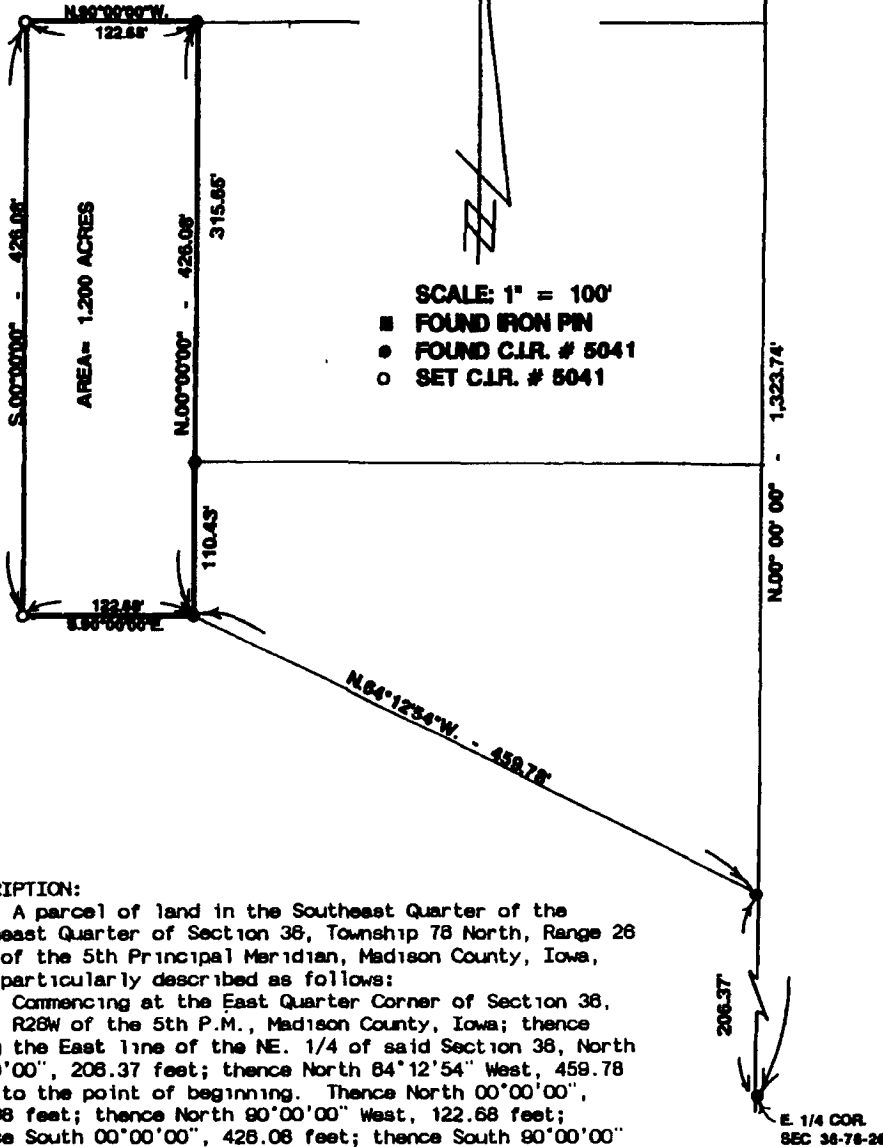 N.90°00'00"W.
122.68'
S.00°00'00" - 426.08'
AREA= 1.200 ACRES
N.00°00'00" - 426.08'
315.65'
SCALE: 1" = 100'
FOUND IRON PIN
FOUND C.I.R. # 5041
SET C.I.R. # 5041
N.00° 00' 00" - 1,323.74'
110.43'
122.68'
S.90°00'00"E.
N.64°12'54"W. - 459.78'
206.37'
E. 1/4 COR.
SEC 36-78-26
RIPTION:
A parcel of land in the Southeast Quarter of the
east Quarter of Section 36, Township 78 North, Range 26
of the 5th Principal Meridian, Madison County, Iowa,
particularly described as follows:
Commencing at the East Quarter Corner of Section 36,
R26W of the 5th P.M., Madison County, Iowa; thence
the East line of the NE. 1/4 of said Section 36, North
0'00", 206.37 feet; thence North 64°12'54" West, 459.78
to the point of beginning. Thence North 00°00'00",
08 feet; thence North 90°00'00" West, 122.68 feet;
ce South 00°00'00", 426.08 feet; thence South 90°00'00"